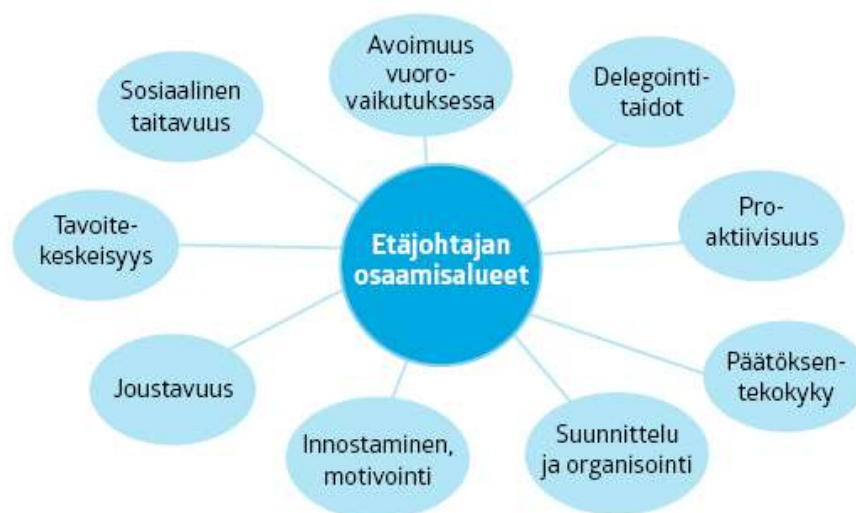 Avoimuus
vuoro-
vaikutuksessa
Delegointi-
taidot
Pro-
aktiivisuus
Päätöksen-
tekokyky
Suunnittelu
ja organisointi
Innostaminen,
motivointi
Joustavuus
Tavoite-
keskeisyys
Sosiaalinen
taitavuus
Etäjohtajan
osaamisalueet